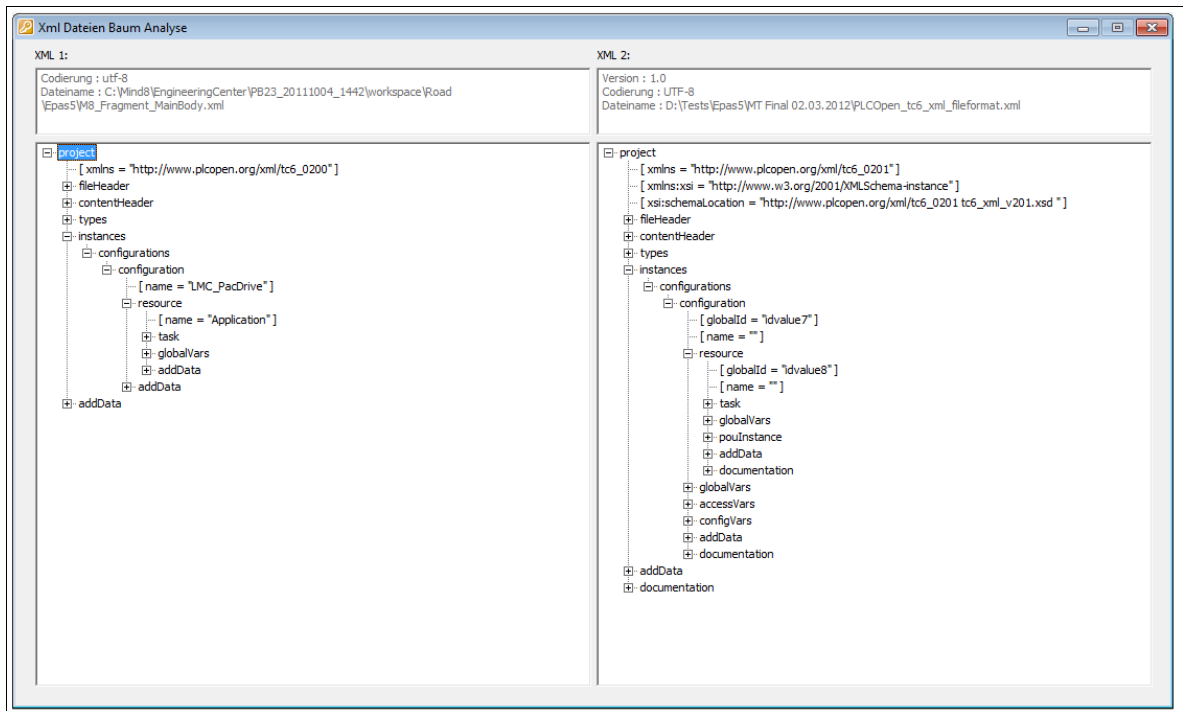 Xml Dateien Baum Analyse
XML 1:
Codierung : utf-8
Dateiname : C:\Mind8\EngineeringCenter\PB23_20111004_1442\workspace\Road
\Epas5\M8_Fragment_MainBody.xml
project
[ xmlns = "http://www.plcopen.org/xml/tc6_0200" ]
fileHeader
contentHeader
types
instances
configurations
configuration
[ name = "LMC_PacDrive" ]
resource
[ name = "Application" ]
task
globalVars
addData
addData
addData
XML 2:
Version : 1.0
Codierung : UTF-8
Dateiname : D:\Tests\Epas5\MT Final 02.03.2012\PLCOpen_tc6_xml_fileformat.xml
project
[ xmlns = "http://www.plcopen.org/xml/tc6_0201" ]
[ xmlns:xsi = "http://www.w3.org/2001/XMLSchema-instance" ]
[ xsi:schemaLocation = "http://www.plcopen.org/xml/tc6_0201 tc6_xml_v201.xsd " ]
fileHeader
contentHeader
types
instances
configurations
configuration
[ globalId = "idvalue7" ]
[ name = "" ]
resource
[ globalId = "idvalue8" ]
[ name = "" ]
task
globalVars
pouInstance
addData
documentation
globalVars
accessVars
configVars
addData
documentation
addData
documentation